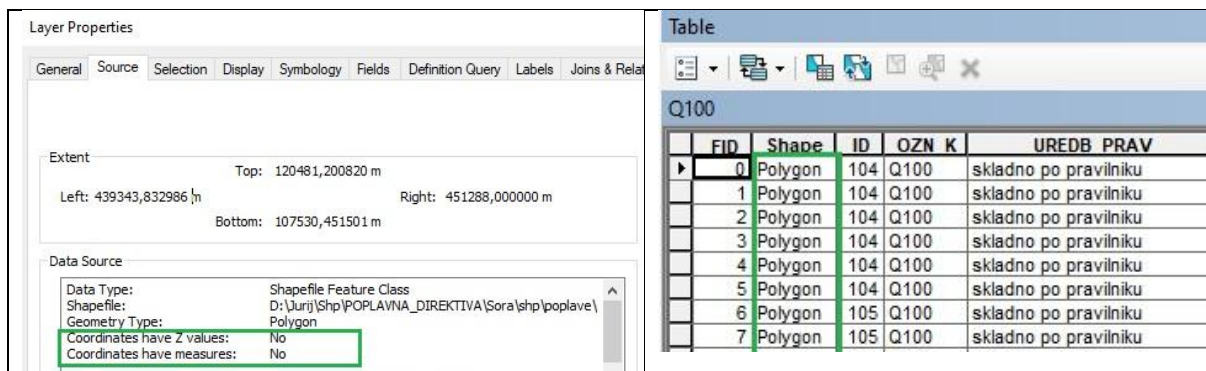 Layer Properties
General Source Selection Display Symbology Fields Definition Query Labels Joins & Relat
Extent
Top: 120481,200820 m
Left: 439343,832986 m Right: 451288,000000 m
Bottom: 107530,451501 m
Data Source
Data Type: Shapefile Feature Class
Shapefile: D:\Jurij\Shp\POPLAVNA_DIREKTIVA\Sora\shp\poplave\
Geometry Type: Polygon
Coordinates have Z values: No
Coordinates have measures: No
Table
Q100
FID Shape ID OZN_K UREDB_PRAV
0 Polygon 104 Q100 skladno po pravilniku
1 Polygon 104 Q100 skladno po pravilniku
2 Polygon 104 Q100 skladno po pravilniku
3 Polygon 104 Q100 skladno po pravilniku
4 Polygon 104 Q100 skladno po pravilniku
5 Polygon 104 Q100 skladno po pravilniku
6 Polygon 105 Q100 skladno po pravilniku
7 Polygon 105 Q100 skladno po pravilniku